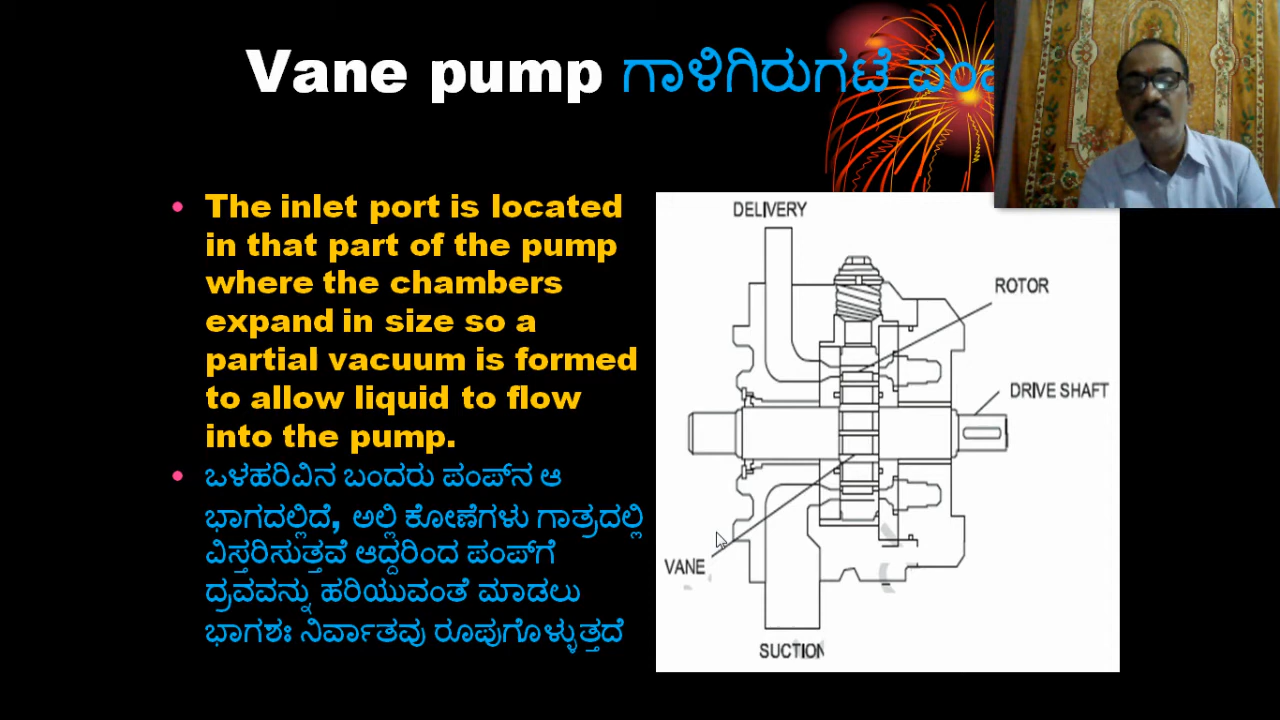 Vane pump ಗಾಳಿಗಿರುಗಟೆ
The inlet port is located
in that part of the pump
where the chambers
expand in size so a
partial vacuum is formed
to allow liquid to flow
into the pump.
ಒಳಹರಿವಿನ ಬಂದರು ಪಂಪ್‌ನ ಆ
ಭಾಗದಲ್ಲಿದೆ, ಅಲ್ಲಿ ಕೋಣೆಗಳು ಗಾತ್ರದಲ್ಲಿ
ವಿಸ್ತರಿಸುತ್ತವೆ ಆದ್ದರಿಂದ ಪಂಪ್‌ಗೆ
ದ್ರವವನ್ನು ಹರಿಯುವಂತೆ ಮಾಡಲು
ಭಾಗಶಃ ನಿರ್ವಾತವು ರೂಪುಗೊಳ್ಳುತ್ತದೆ
DELIVERY
ROTOR
DRIVE SHAFT
VANE
SUCTION